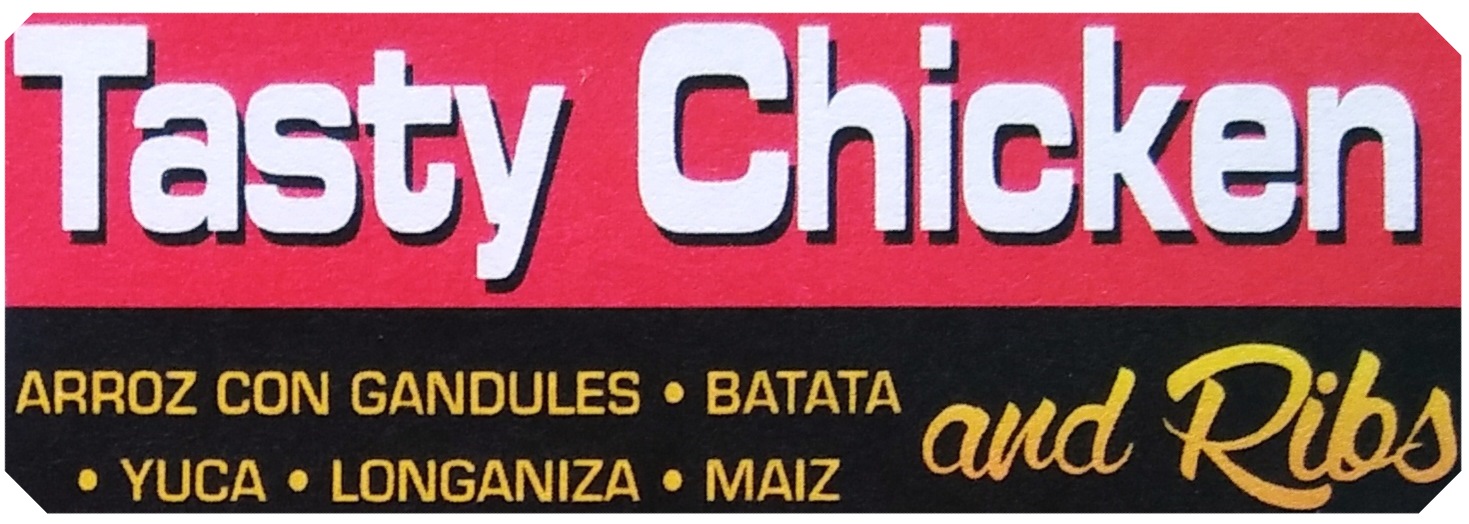 Tasty Chicken
and Ribs
ARROZ CON GANDULES • BATATA
• YUCA • LONGANIZA • MAIZ